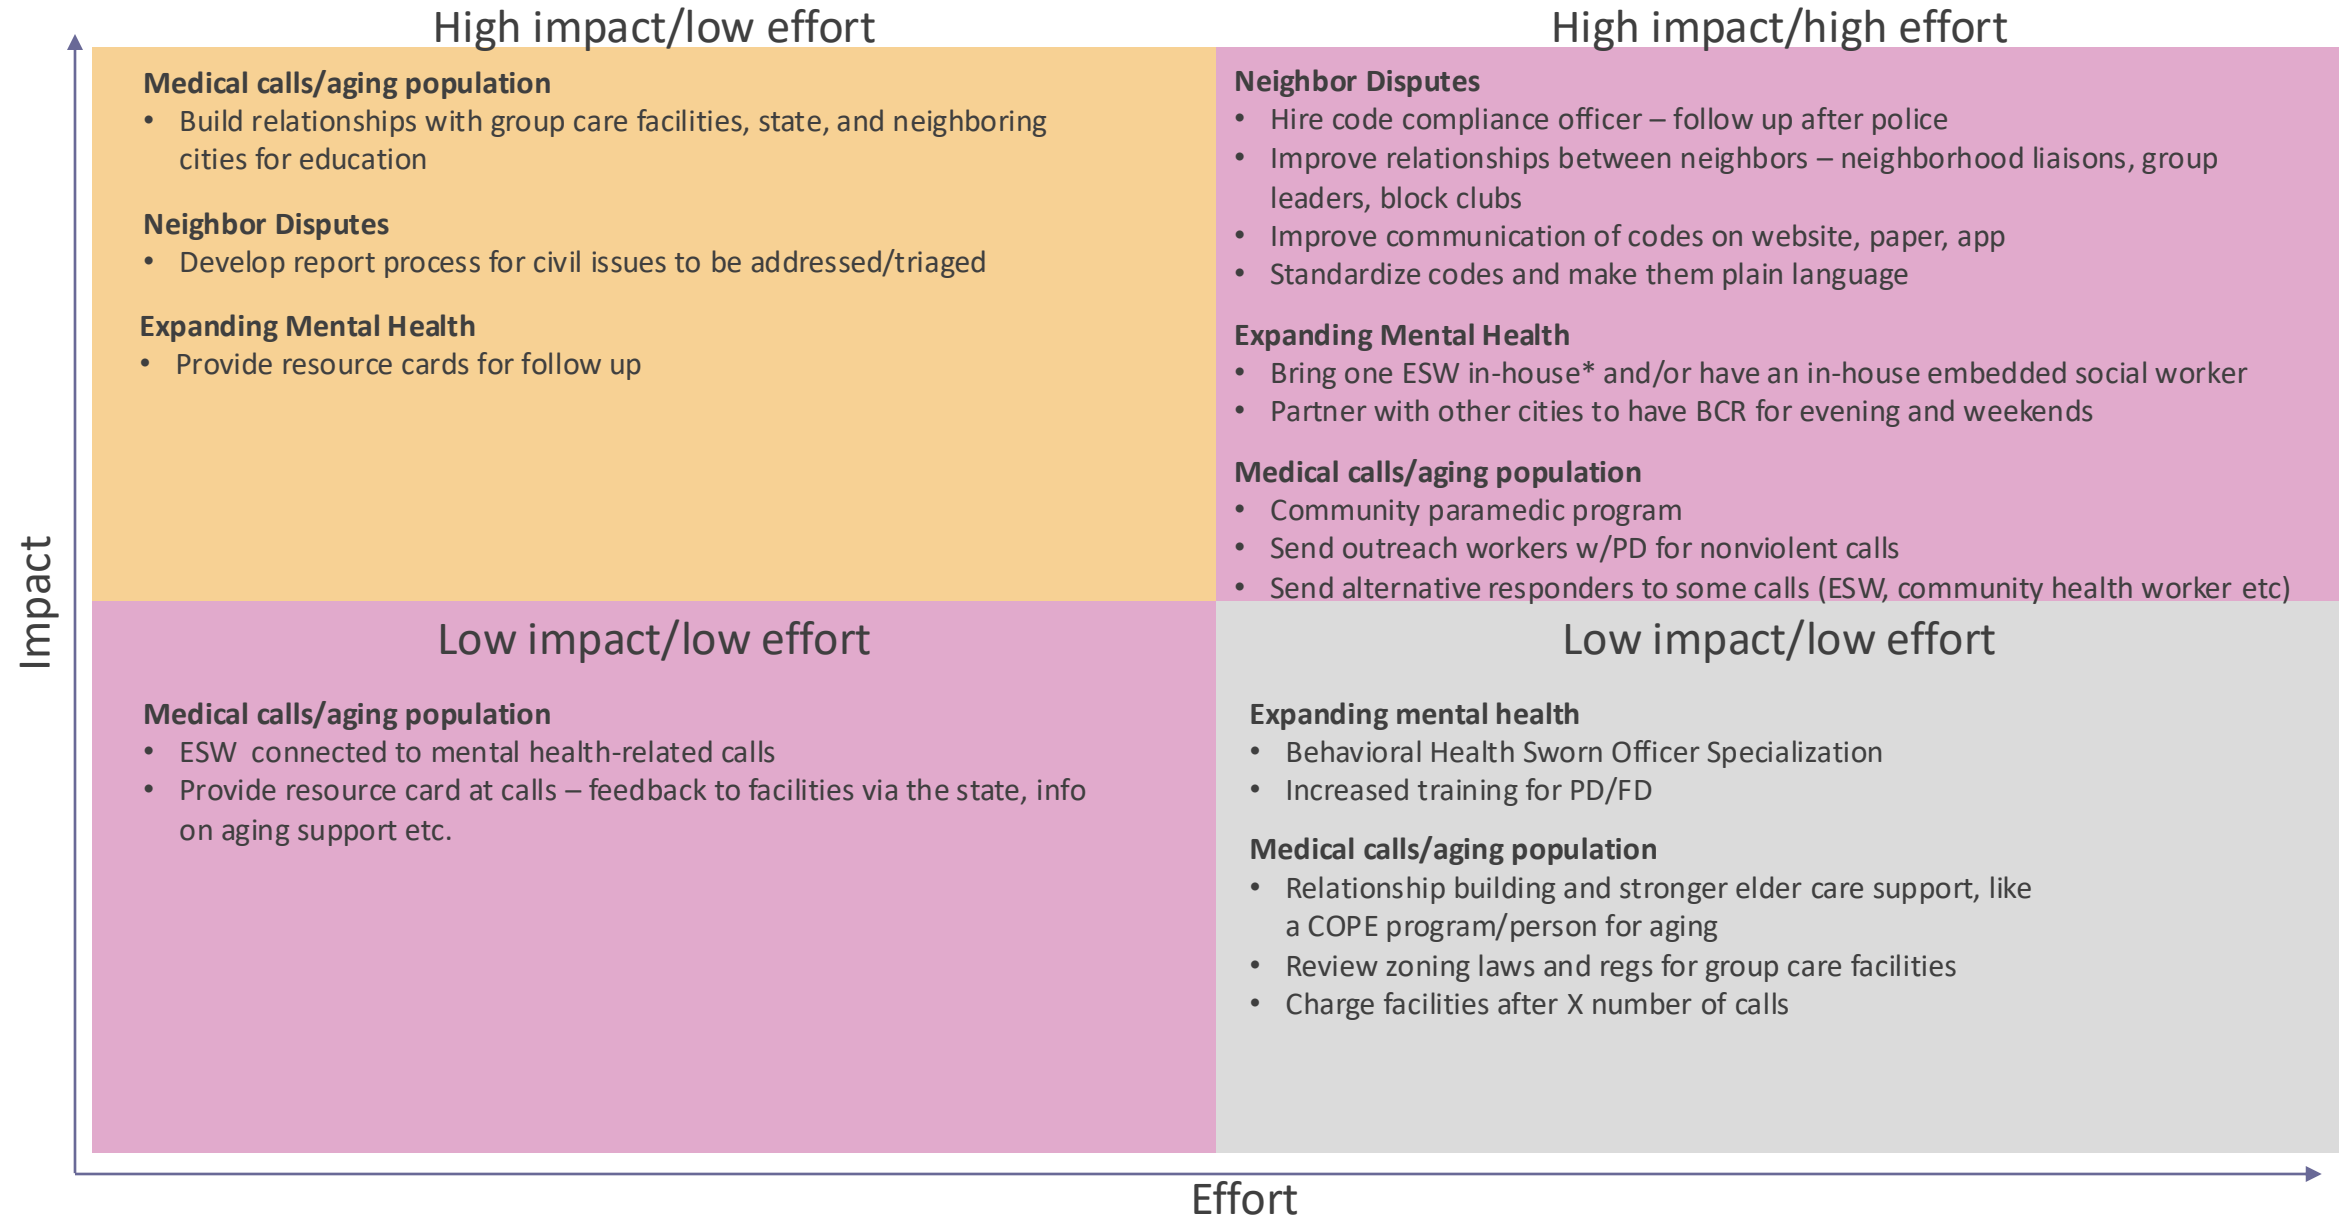 High impact/low effort
Medical calls/aging population
• Build relationships with group care facilities, state, and neighboring
cities for education
Neighbor Disputes
• Develop report process for civil issues to be addressed/triaged
Expanding Mental Health
• Provide resource cards for follow up
High impact/high effort
Neighbor Disputes
• Hire code compliance officer – follow up after police
• Improve relationships between neighbors – neighborhood liaisons, group
leaders, block clubs
• Improve communication of codes on website, paper, app
• Standardize codes and make them plain language
Expanding Mental Health
• Bring one ESW in-house* and/or have an in-house embedded social worker
• Partner with other cities to have BCR for evening and weekends
Medical calls/aging population
• Community paramedic program
• Send outreach workers w/PD for nonviolent calls
• Send alternative responders to some calls (ESW, community health worker etc)
Impact
Low impact/low effort
Medical calls/aging population
• ESW connected to mental health-related calls
• Provide resource card at calls – feedback to facilities via the state, info
on aging support etc.
Low impact/low effort
Expanding mental health
• Behavioral Health Sworn Officer Specialization
• Increased training for PD/FD
Medical calls/aging population
• Relationship building and stronger elder care support, like
a COPE program/person for aging
• Review zoning laws and regs for group care facilities
• Charge facilities after X number of calls
Effort